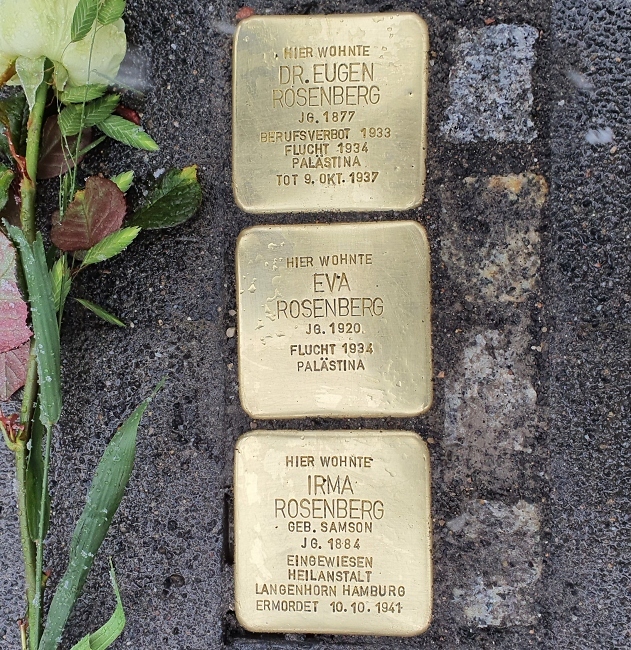 HIER WOHNTE
DR. EUGEN
ROSENBERG
JG. 1877
BERUFSVERBOT 1933
FLUCHT 1934
PALÄSTINA
TOT 9. OKT. 1937
HIER WOHNTE
EVA
ROSENBERG
JG. 1920
FLUCHT 1934
PALÄSTINA
HIER WOHNTE
IRMA
ROSENBERG
GEB. SAMSON
JG. 1884
EINGEWIESEN
HEILANSTALT
LANGENHORN HAMBURG
ERMORDET 10.10.1941